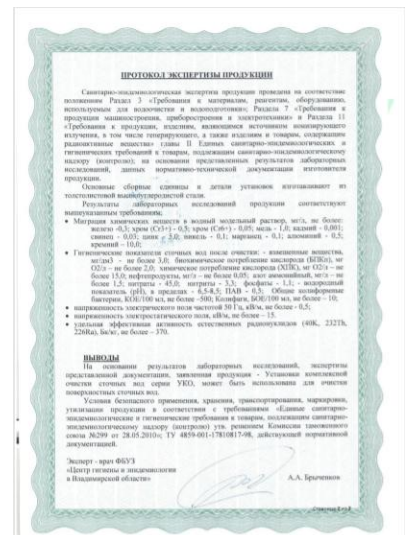 ПРОТОКОЛ ЭКСПЕРТИЗЫ ПРОДУКЦИИ
Санитарно-эпидемиологическая экспертиза продукции проведена на соответствие
положениям Раздел 3 «Требования к материалам, реагентам, оборудованию,
используемым для водоочистки и водоподготовки»; Раздела 7 «Требования к
продукции машиностроения, приборостроения и электротехники» и Раздела 11
«Требования к продукции, изделиям, являющимся источником ионизирующего
излучения, в том числе генерирующего, а также изделиям и товарам, содержащим
радиоактивные вещества» главы II Единых санитарно-эпидемиологических и
гигиенических требований к товарам, подлежащим санитарно-эпидемиологическому
надзору (контролю); на основании представленных результатов лабораторных
исследований, данных нормативно-технической документации изготовителя
продукции.
Основные сборные единицы и детали установок изготавливают из
толстолистовой высокоуглеродистой стали.
Результаты лабораторных исследований продукции соответствуют
вышеуказанным требованиям:
• Миграция химических веществ в водный модельный раствор, мг/л, не более:
железо -0,3; хром (Cr3+) - 0,5; хром (Cr6+) - 0,05; медь - 1,0; кадмий - 0,001;
свинец - 0,03; цинк - 5,0; никель - 0,1; марганец - 0,1; алюминий - 0,5;
кремний – 10,0;
• Гигиенические показатели сточных вод после очистки: - взвешенные вещества,
мг/дм3 - не более 3,0; биохимическое потребление кислорода (БПКп), мг
О2/л - не более 2,0; химическое потребление кислорода (ХПК), мг О2/л – не
более 15,0; нефтепродукты, мг/л – не более 0,05; азот аммонийный, мг/л - не
более 1,5; нитраты - 45,0; нитриты - 3,3; фосфаты - 1,1; - водородный
показатель (рН), в пределах - 6,5-8,5; ПАВ - 0,5; Общие колиформные
бактерии, КОЕ/100 мл, не более -500; Колифаги, БОЕ/100 мл, не более – 10;
• напряженность электрического поля частотой 50 Гц, кВ/м, не более - 0,5;
• напряженность электростатического поля, кВ/м, не более – 15.
• удельная эффективная активность естественных радионуклидов (40К, 232Th,
226Ra), Бк/кг, не более – 370.
ВЫВОДЫ
На основании результатов лабораторных исследований, экспертизы
представленной документации, заявленная продукция - Установки комплексной
очистки сточных вод серии УКО, может быть использована для очистки
поверхностных сточных вод.
Условия безопасного применения, хранения, транспортирования, маркировки,
утилизации продукции в соответствии с требованиями «Единые санитарно-
эпидемиологические и гигиенические требования к товарам, подлежащим санитарно-
эпидемиологическому надзору (контролю) утв. решением Комиссии таможенного
союза №299 от 28.05.2010»; ТУ 4859-001-17810817-98, действующей нормативной
документацией.
Эксперт - врач ФБУЗ
«Центр гигиены и эпидемиологии
в Владимирской области»
А.А. Брыченков